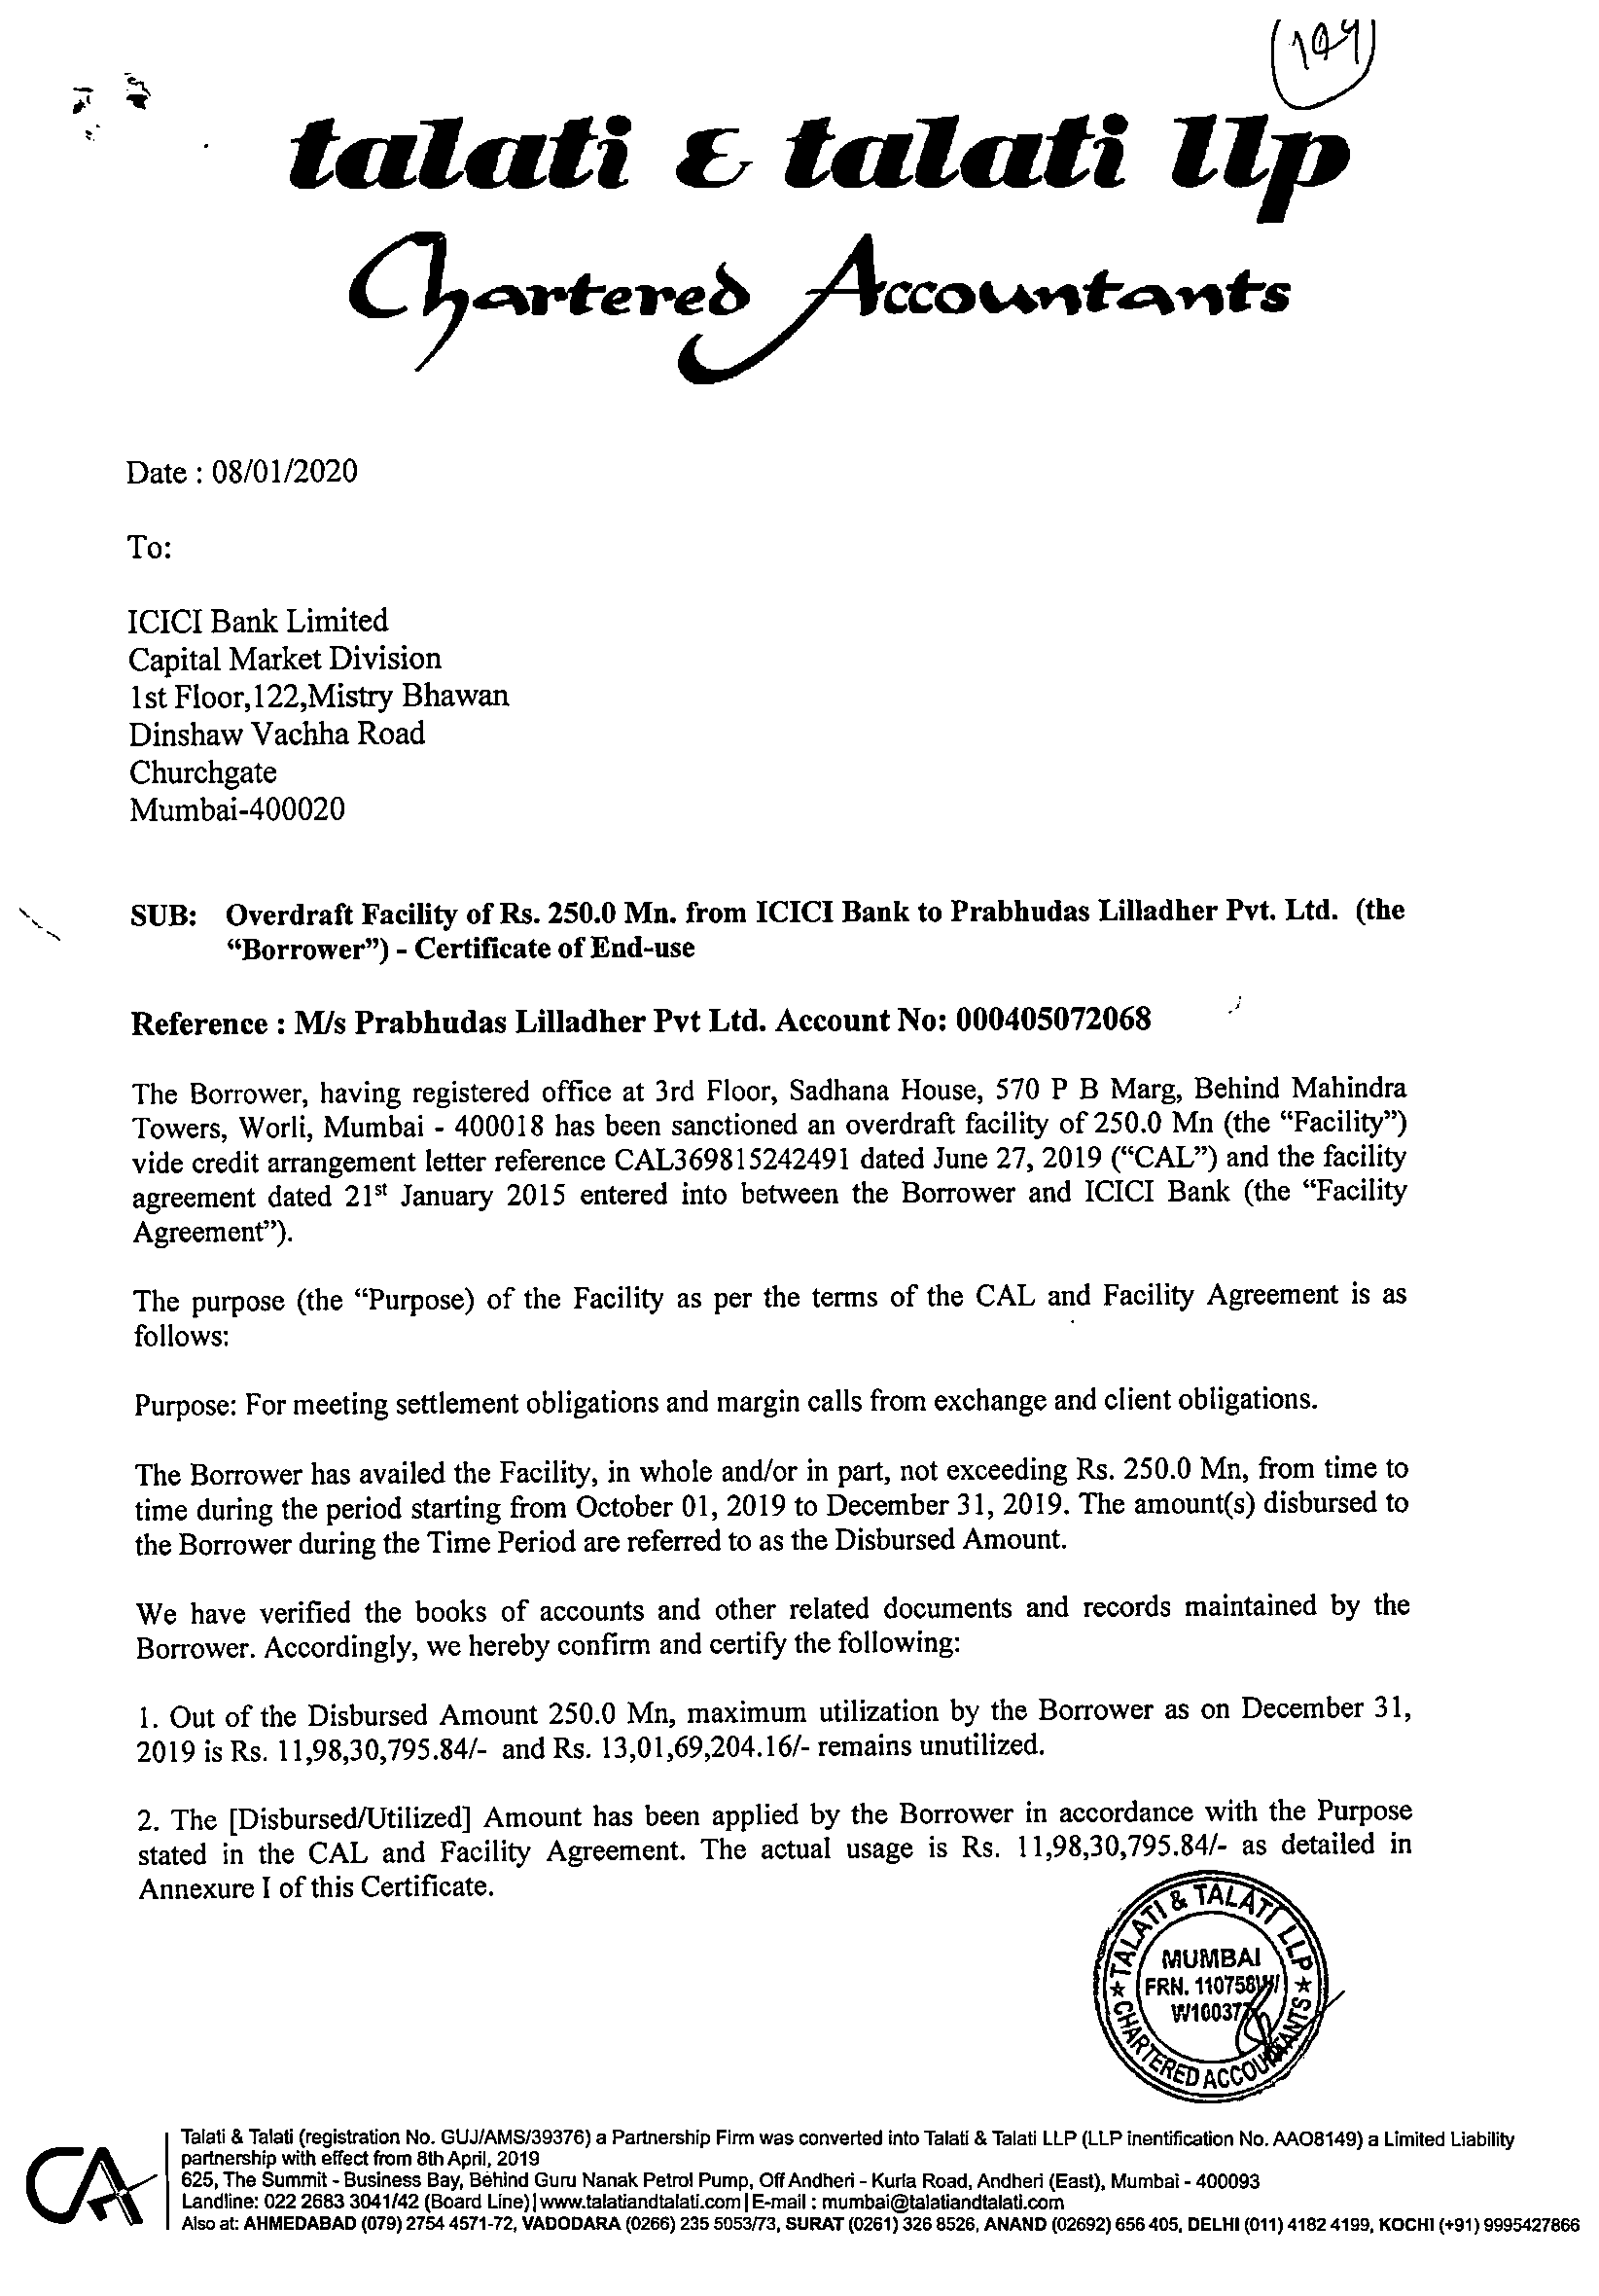 (194)
talati & talati llp
Chartered Accountants
Date : 08/01/2020
To:
ICICI Bank Limited
Capital Market Division
1st Floor,122,Mistry Bhawan
Dinshaw Vachha Road
Churchgate
Mumbai-400020
SUB: Overdraft Facility of Rs. 250.0 Mn. from ICICI Bank to Prabhudas Lilladher Pvt. Ltd. (the
“Borrower”) - Certificate of End-use
Reference : M/s Prabhudas Lilladher Pvt Ltd. Account No: 000405072068
The Borrower, having registered office at 3rd Floor, Sadhana House, 570 P B Marg, Behind Mahindra
Towers, Worli, Mumbai - 400018 has been sanctioned an overdraft facility of 250.0 Mn (the “Facility”)
vide credit arrangement letter reference CAL369815242491 dated June 27, 2019 (“CAL”) and the facility
agreement dated 21st January 2015 entered into between the Borrower and ICICI Bank (the “Facility
Agreement”).
The purpose (the “Purpose) of the Facility as per the terms of the CAL and Facility Agreement is as
follows:
Purpose: For meeting settlement obligations and margin calls from exchange and client obligations.
The Borrower has availed the Facility, in whole and/or in part, not exceeding Rs. 250.0 Mn, from time to
time during the period starting from October 01, 2019 to December 31, 2019. The amount(s) disbursed to
the Borrower during the Time Period are referred to as the Disbursed Amount.
We have verified the books of accounts and other related documents and records maintained by the
Borrower. Accordingly, we hereby confirm and certify the following:
1. Out of the Disbursed Amount 250.0 Mn, maximum utilization by the Borrower as on December 31,
2019 is Rs. 11,98,30,795.84/- and Rs. 13,01,69,204.16/- remains unutilized.
2. The [Disbursed/Utilized] Amount has been applied by the Borrower in accordance with the Purpose
stated in the CAL and Facility Agreement. The actual usage is Rs. 11,98,30,795.84/- as detailed in
Annexure I of this Certificate.
TALATI & TALATI LLP
MUMBAI
FRN. 110758W/
W100377
CHARTERED ACCOUNTANTS
CA
Talati & Talati (registration No. GUJ/AMS/39376) a Partnership Firm was converted into Talati & Talati LLP (LLP inentification No. AAO8149) a Limited Liability
partnership with effect from 8th April, 2019
625, The Summit - Business Bay, Behind Guru Nanak Petrol Pump, Off Andheri - Kurla Road, Andheri (East), Mumbai - 400093
Landline: 022 2683 3041/42 (Board Line) | www.talatiandtalati.com | E-mail : mumbai@talatiandtalati.com
Also at: AHMEDABAD (079) 2754 4571-72, VADODARA (0266) 235 5053/73, SURAT (0261) 326 8526, ANAND (02692) 656 405, DELHI (011) 4182 4199, KOCHI (+91) 9995427866